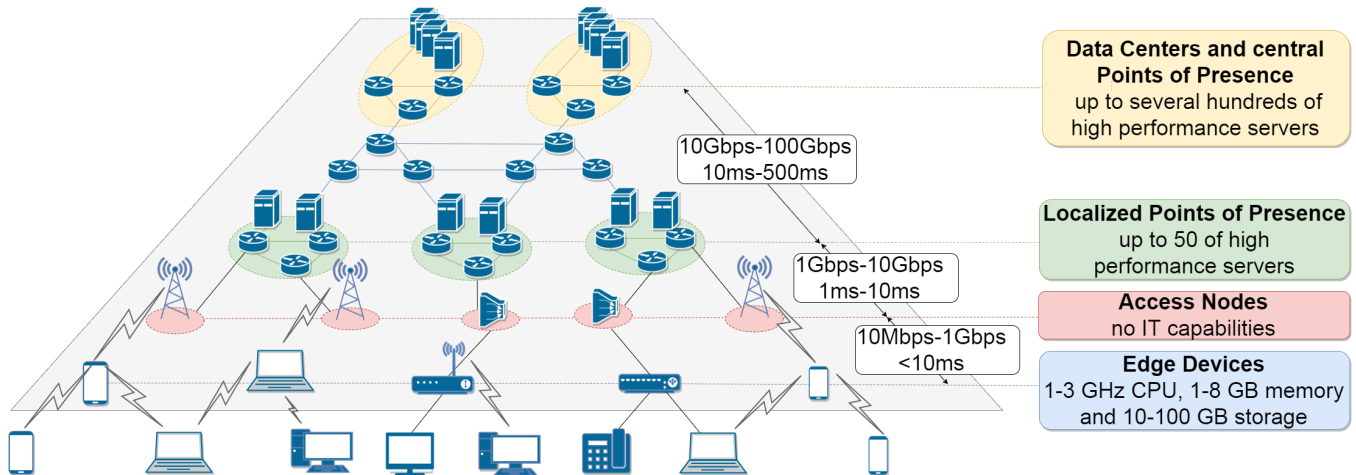 Data Centers and central
Points of Presence
up to several hundreds of
high performance servers
10Gbps-100Gbps
10ms-500ms
Localized Points of Presence
up to 50 of high
performance servers
1Gbps-10Gbps
1ms-10ms
Access Nodes
no IT capabilities
10Mbps-1Gbps
<10ms
Edge Devices
1-3 GHz CPU, 1-8 GB memory
and 10-100 GB storage